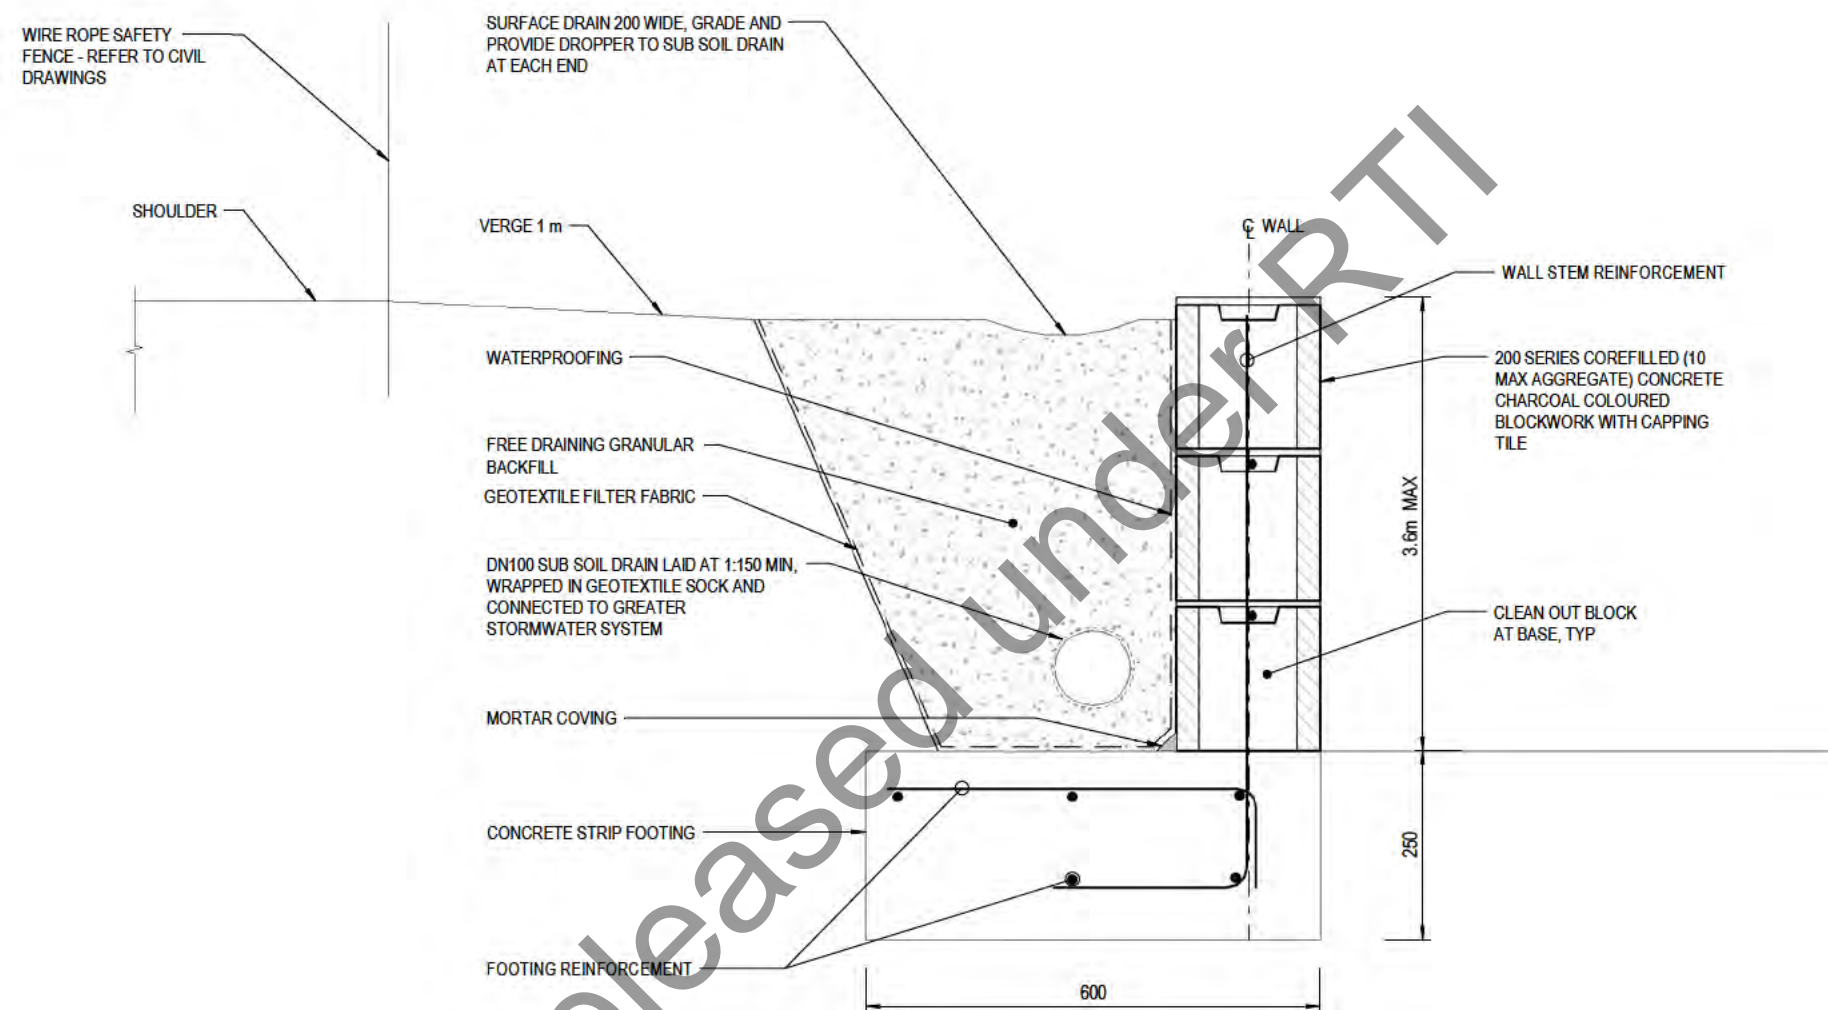 WIRE ROPE SAFETY
FENCE - REFER TO CIVIL
DRAWINGS
SURFACE DRAIN 200 WIDE, GRADE AND
PROVIDE DROPPER TO SUB SOIL DRAIN
AT EACH END
SHOULDER
VERGE 1 m
℄ WALL
WALL STEM REINFORCEMENT
WATERPROOFING
200 SERIES COREFILLED (10
MAX AGGREGATE) CONCRETE
CHARCOAL COLOURED
BLOCKWORK WITH CAPPING
TILE
FREE DRAINING GRANULAR
BACKFILL
GEOTEXTILE FILTER FABRIC
3.6m MAX
DN100 SUB SOIL DRAIN LAID AT 1:150 MIN,
WRAPPED IN GEOTEXTILE SOCK AND
CONNECTED TO GREATER
STORMWATER SYSTEM
CLEAN OUT BLOCK
AT BASE, TYP
MORTAR COVING
CONCRETE STRIP FOOTING
250
FOOTING REINFORCEMENT
600
eleased under RTI